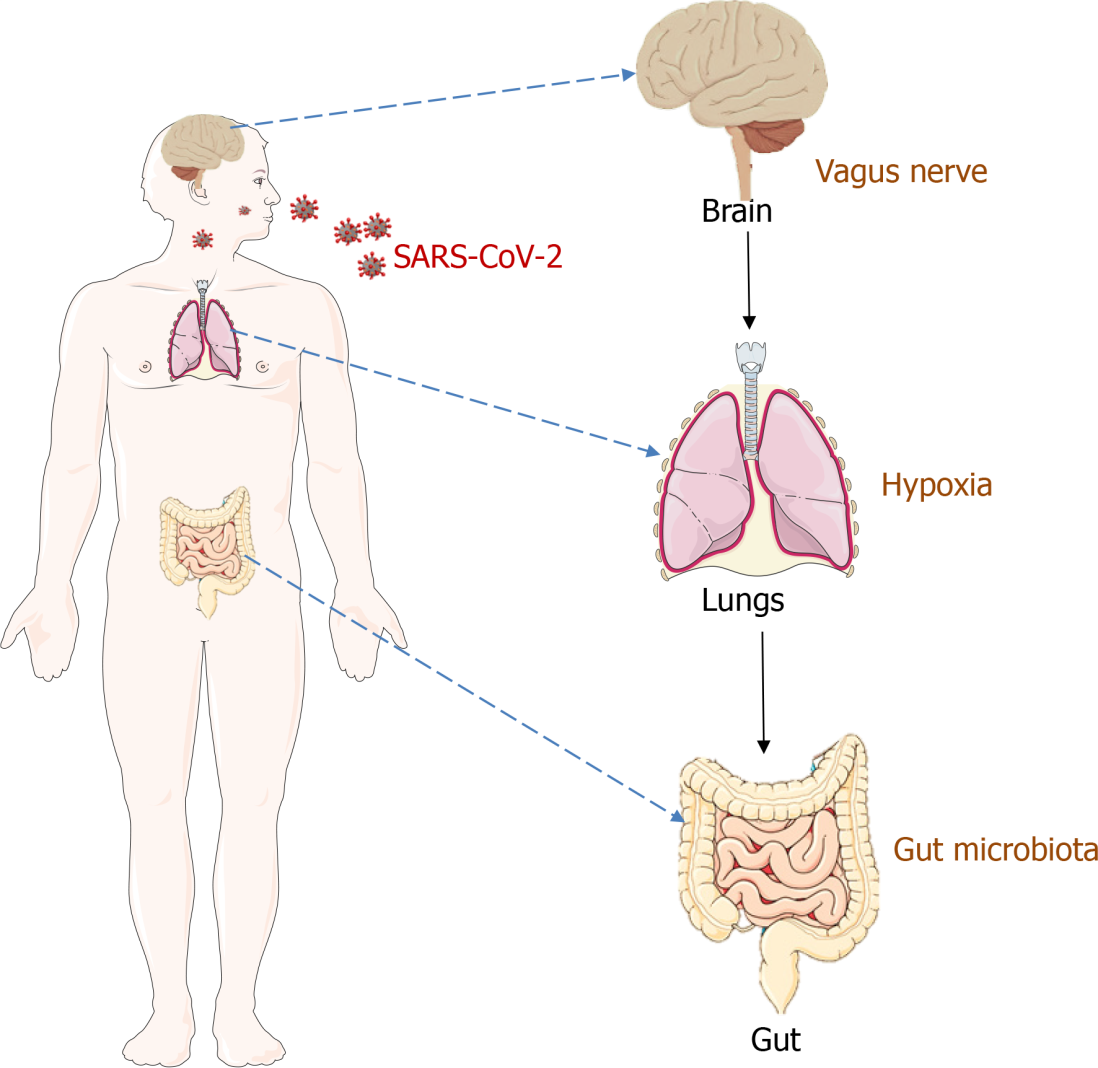 Vagus nerve
Brain
SARS-CoV-2
Hypoxia
Lungs
Gut microbiota
Gut